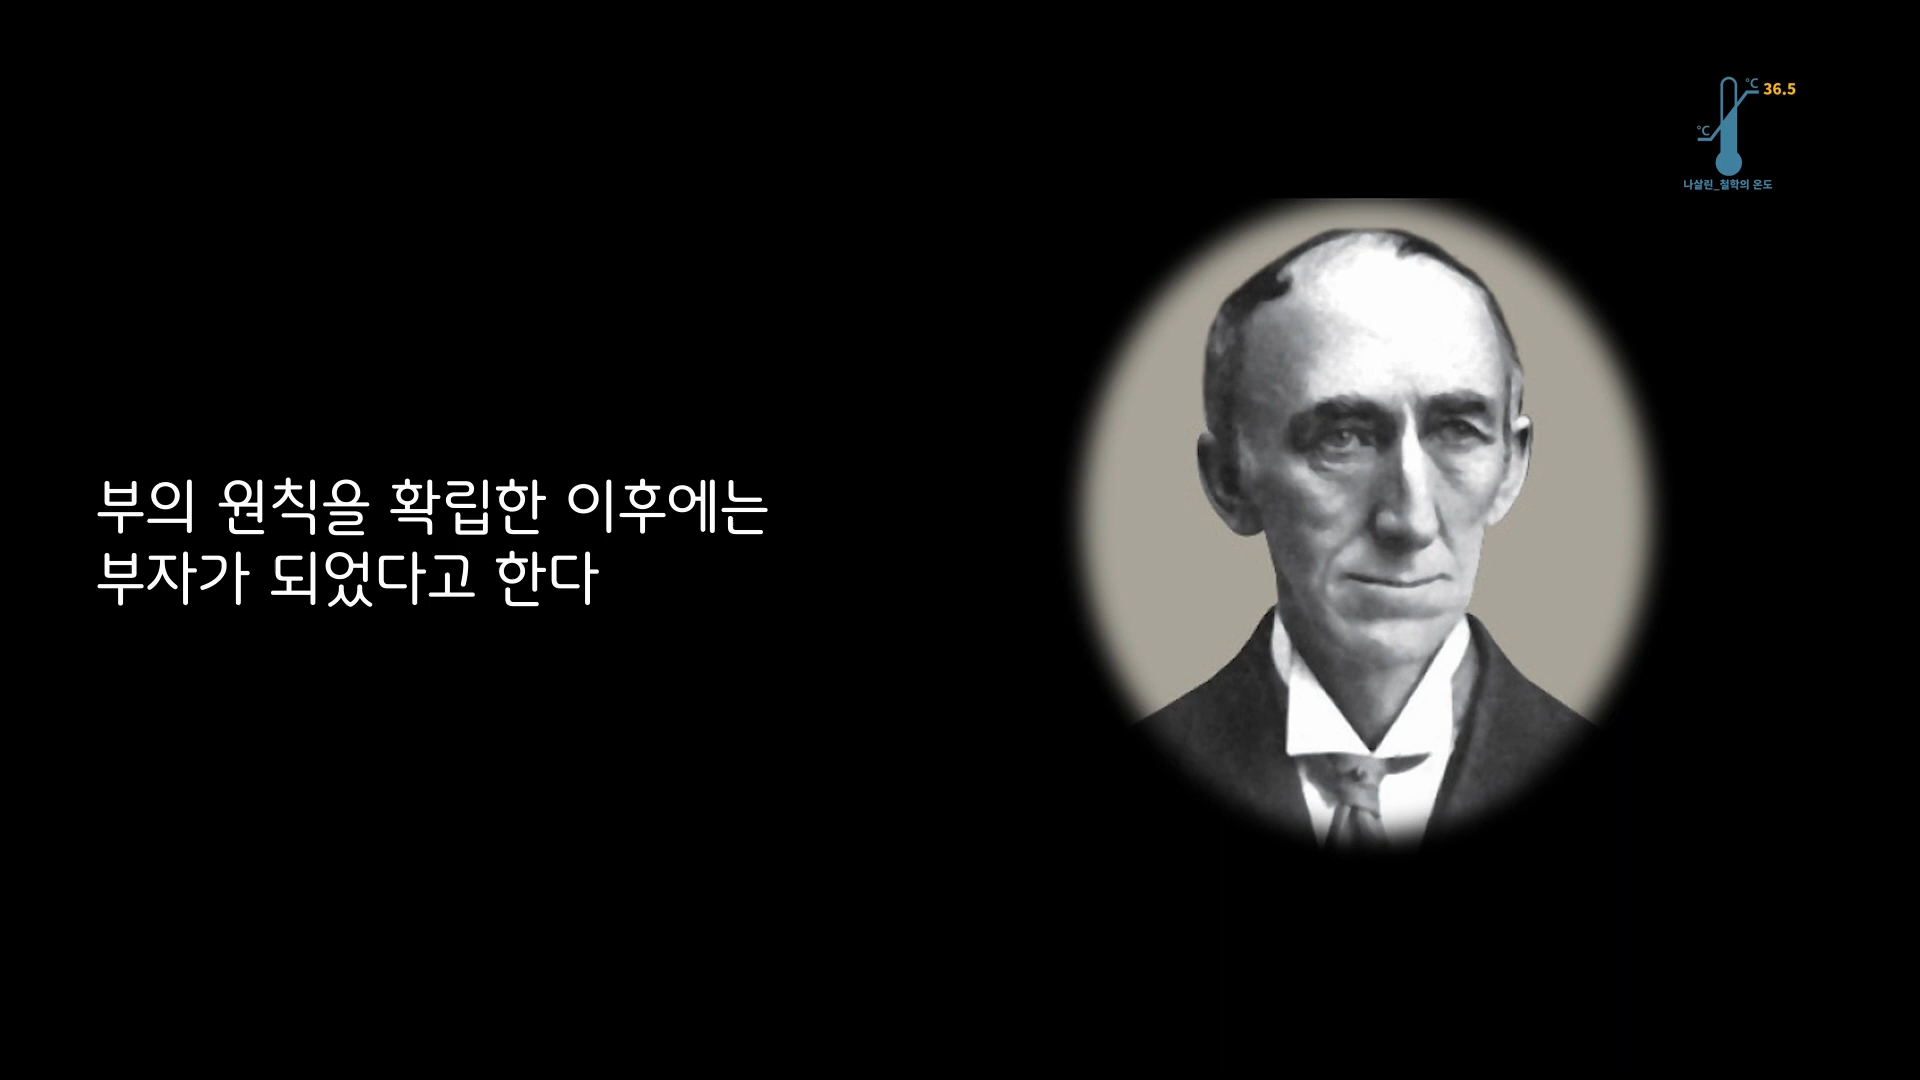 °C 36.5
°C
나살린_철학의 온도
부의 원칙을 확립한 이후에는
부자가 되었다고 한다